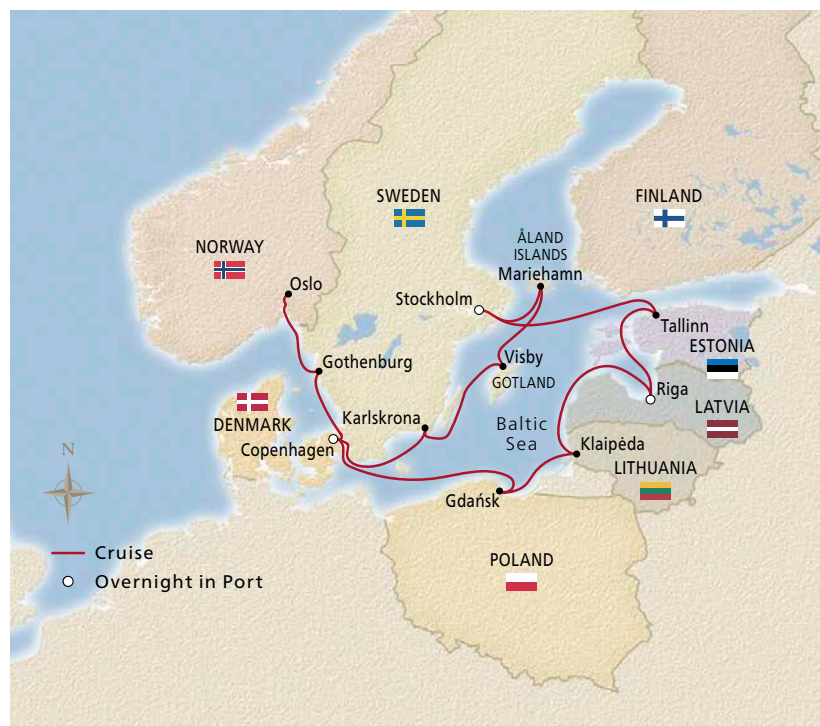 SWEDEN
FINLAND
NORWAY
ÅLAND
ISLANDS
Mariehamn
Oslo
Stockholm
Tallinn
ESTONIA
Gothenburg
Visby
GOTLAND
Riga
LATVIA
DENMARK
Karlskrona
Copenhagen
Baltic
Sea
Klaipėda
LITHUANIA
N
Gdańsk
Cruise
POLAND
Overnight in Port